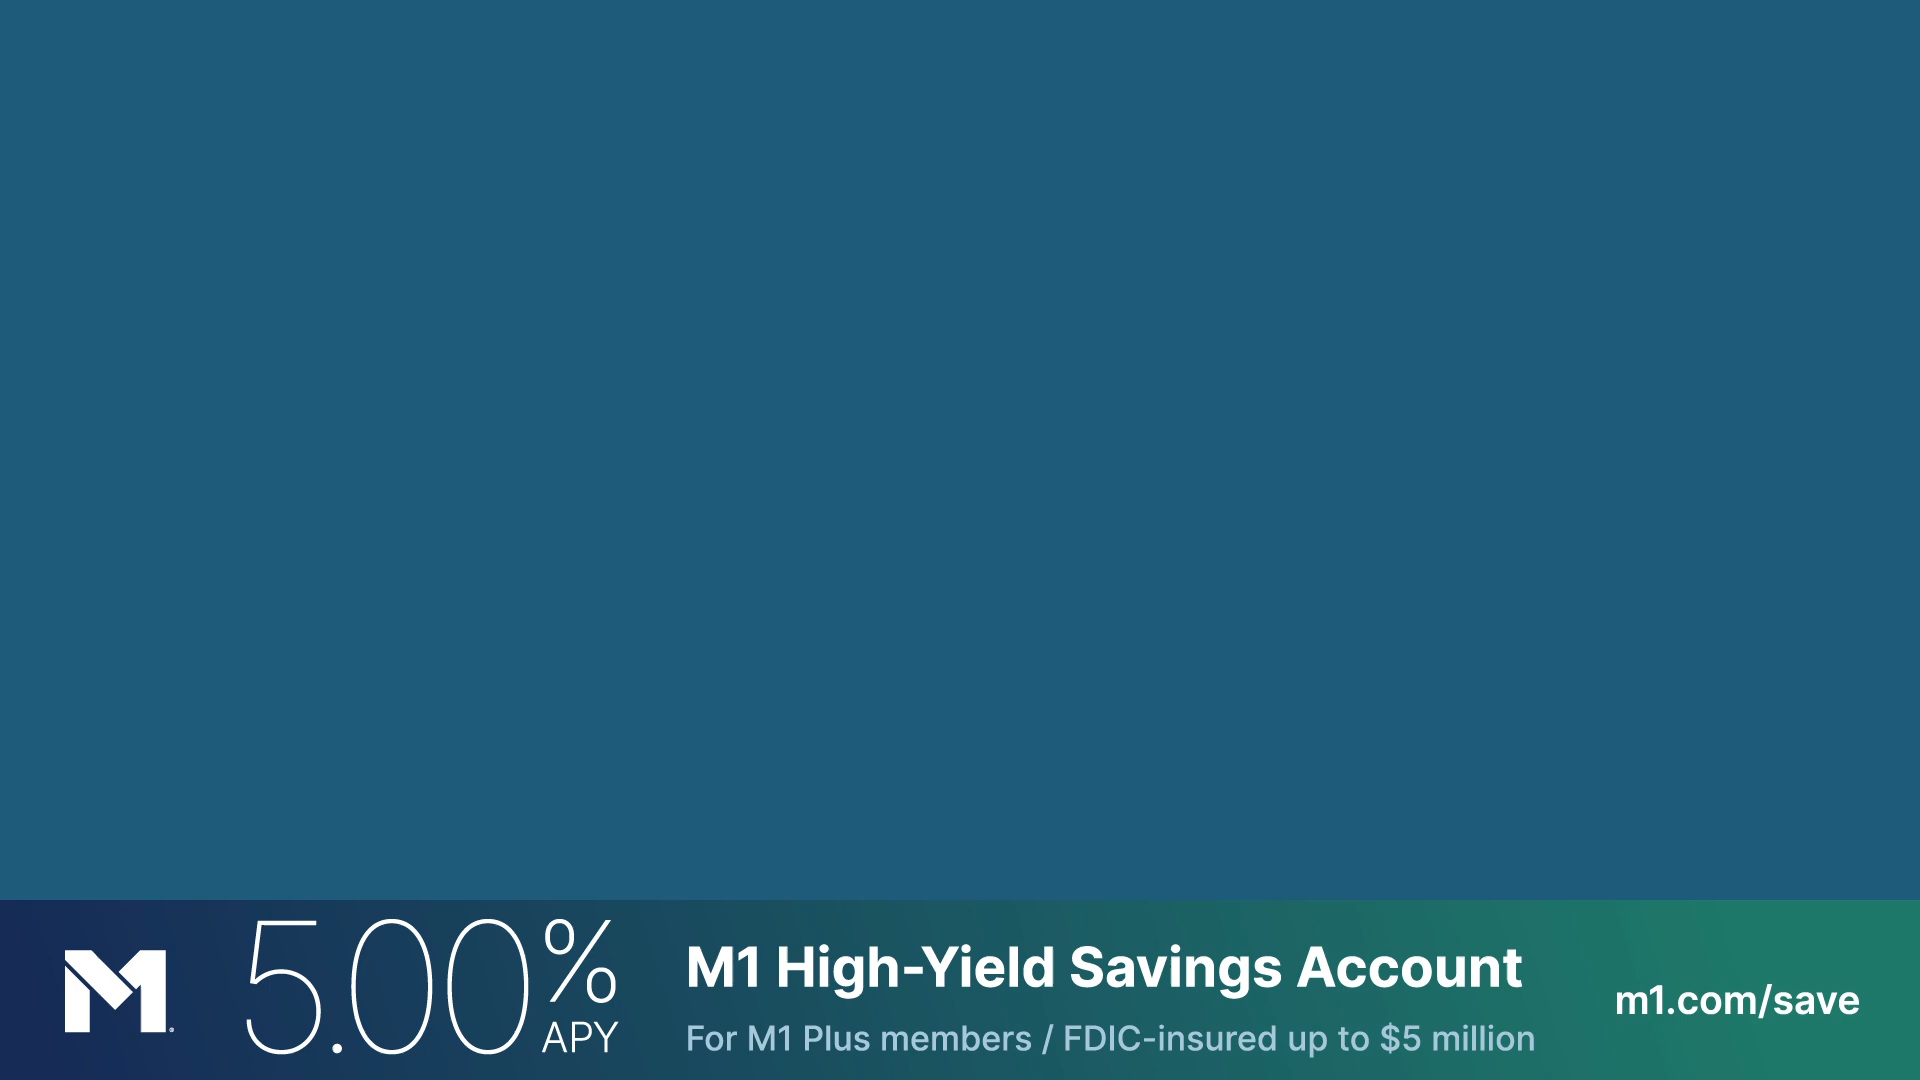 M1
5.00%
APY
M1 High-Yield Savings Account
For M1 Plus members / FDIC-insured up to $5 million
m1.com/save